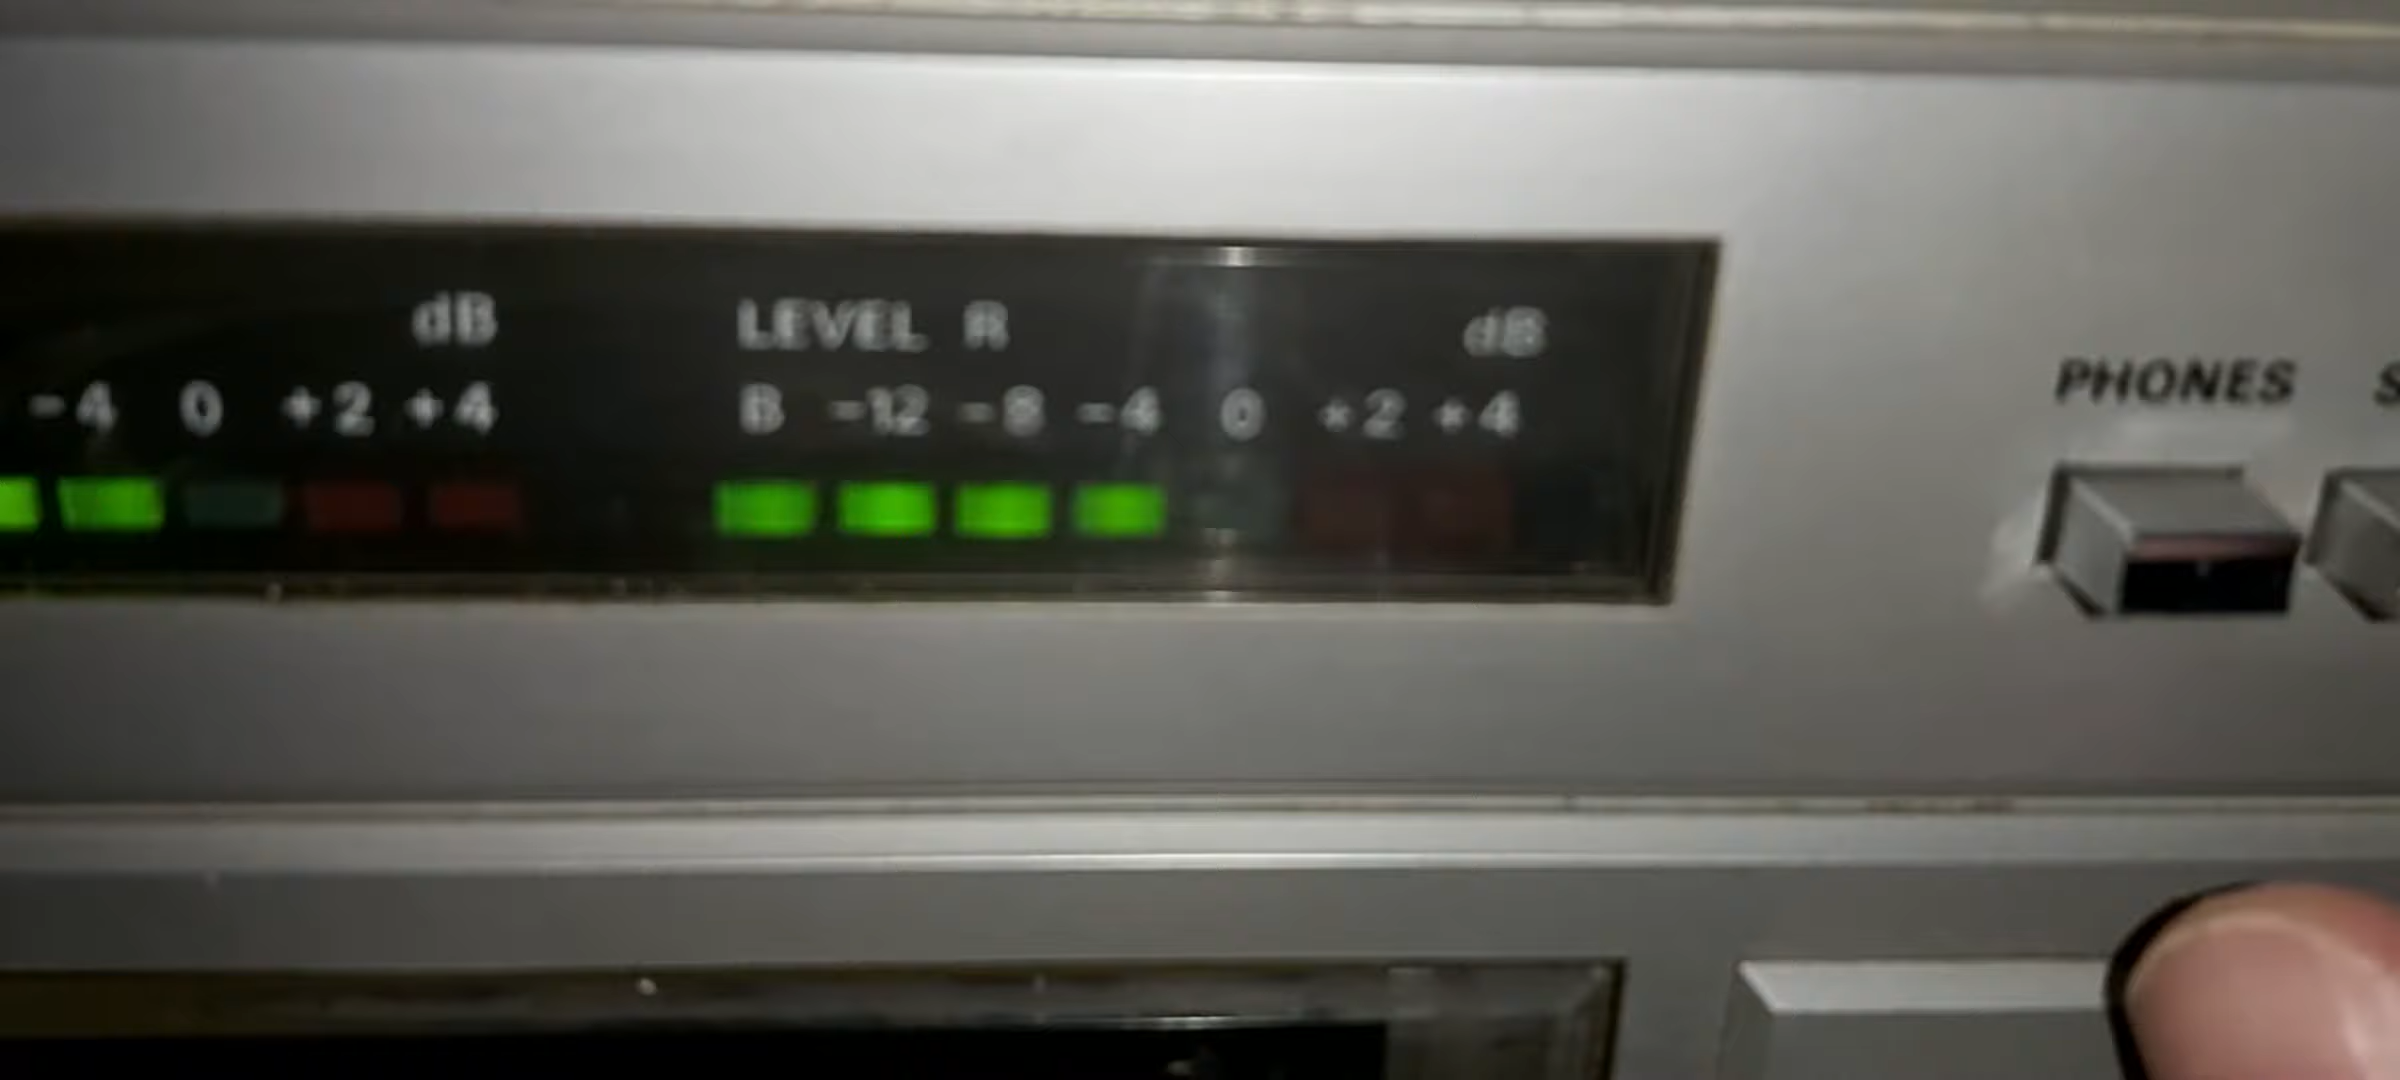 dB
-4 0 +2 +4
LEVEL R dB
B -12 -8 -4 0 +2 +4
PHONES